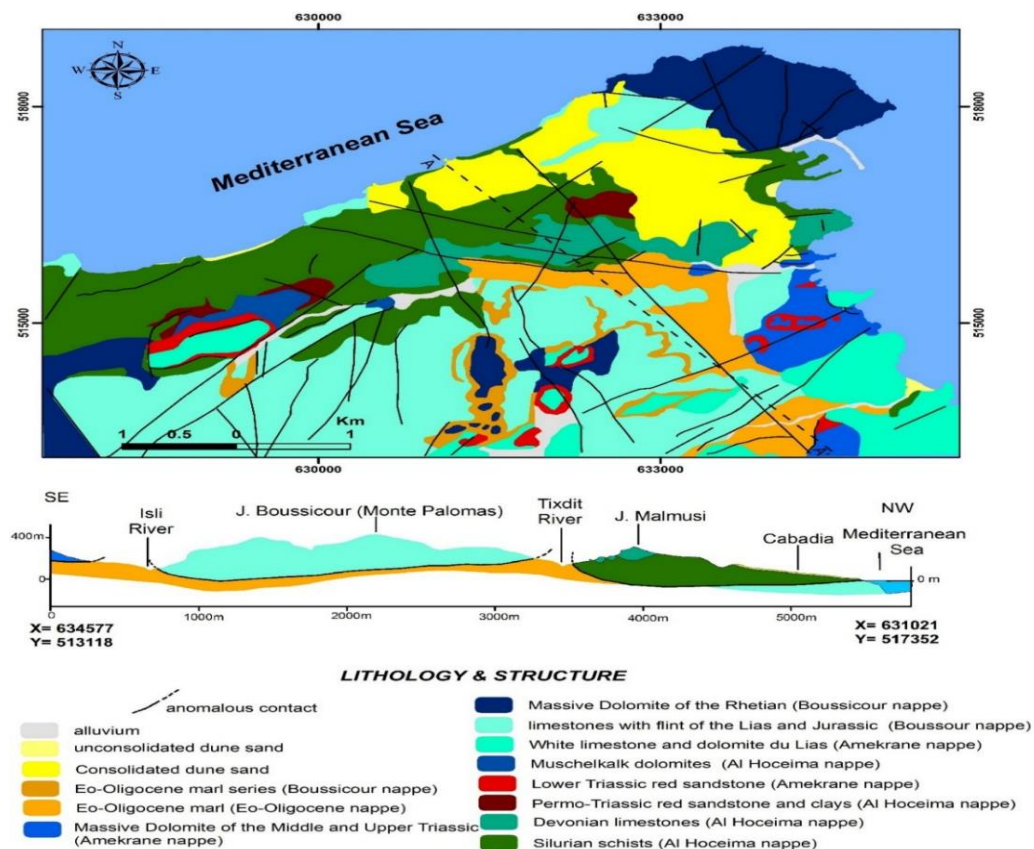 630000
633000
N
W
E
S
518000
518000
Mediterranean Sea
A
515000
515000
Km
1
0.5
0
1
A'
630000
633000
SE
NW
Isli
River
J. Boussicour (Monte Palomas)
Tixdit
River
J. Malmusi
Cabadia
Mediterranean
Sea
400m
0
0 m
0
1000m
2000m
3000m
4000m
5000m
X= 634577
Y= 513118
X= 631021
Y= 517352
LITHOLOGY & STRUCTURE
anomalous contact
alluvium
unconsolidated dune sand
Consolidated dune sand
Eo-Oligocene marl series (Boussicour nappe)
Eo-Oligocene marl (Eo-Oligocene nappe)
Massive Dolomite of the Middle and Upper Triassic
(Amekrane nappe)
Massive Dolomite of the Rhetian (Boussicour nappe)
limestones with flint of the Lias and Jurassic (Boussour nappe)
White limestone and dolomite du Lias (Amekrane nappe)
Muschelkalk dolomites (Al Hoceima nappe)
Lower Triassic red sandstone (Amekrane nappe)
Permo-Triassic red sandstone and clays (Al Hoceima nappe)
Devonian limestones (Al Hoceima nappe)
Silurian schists (Al Hoceima nappe)